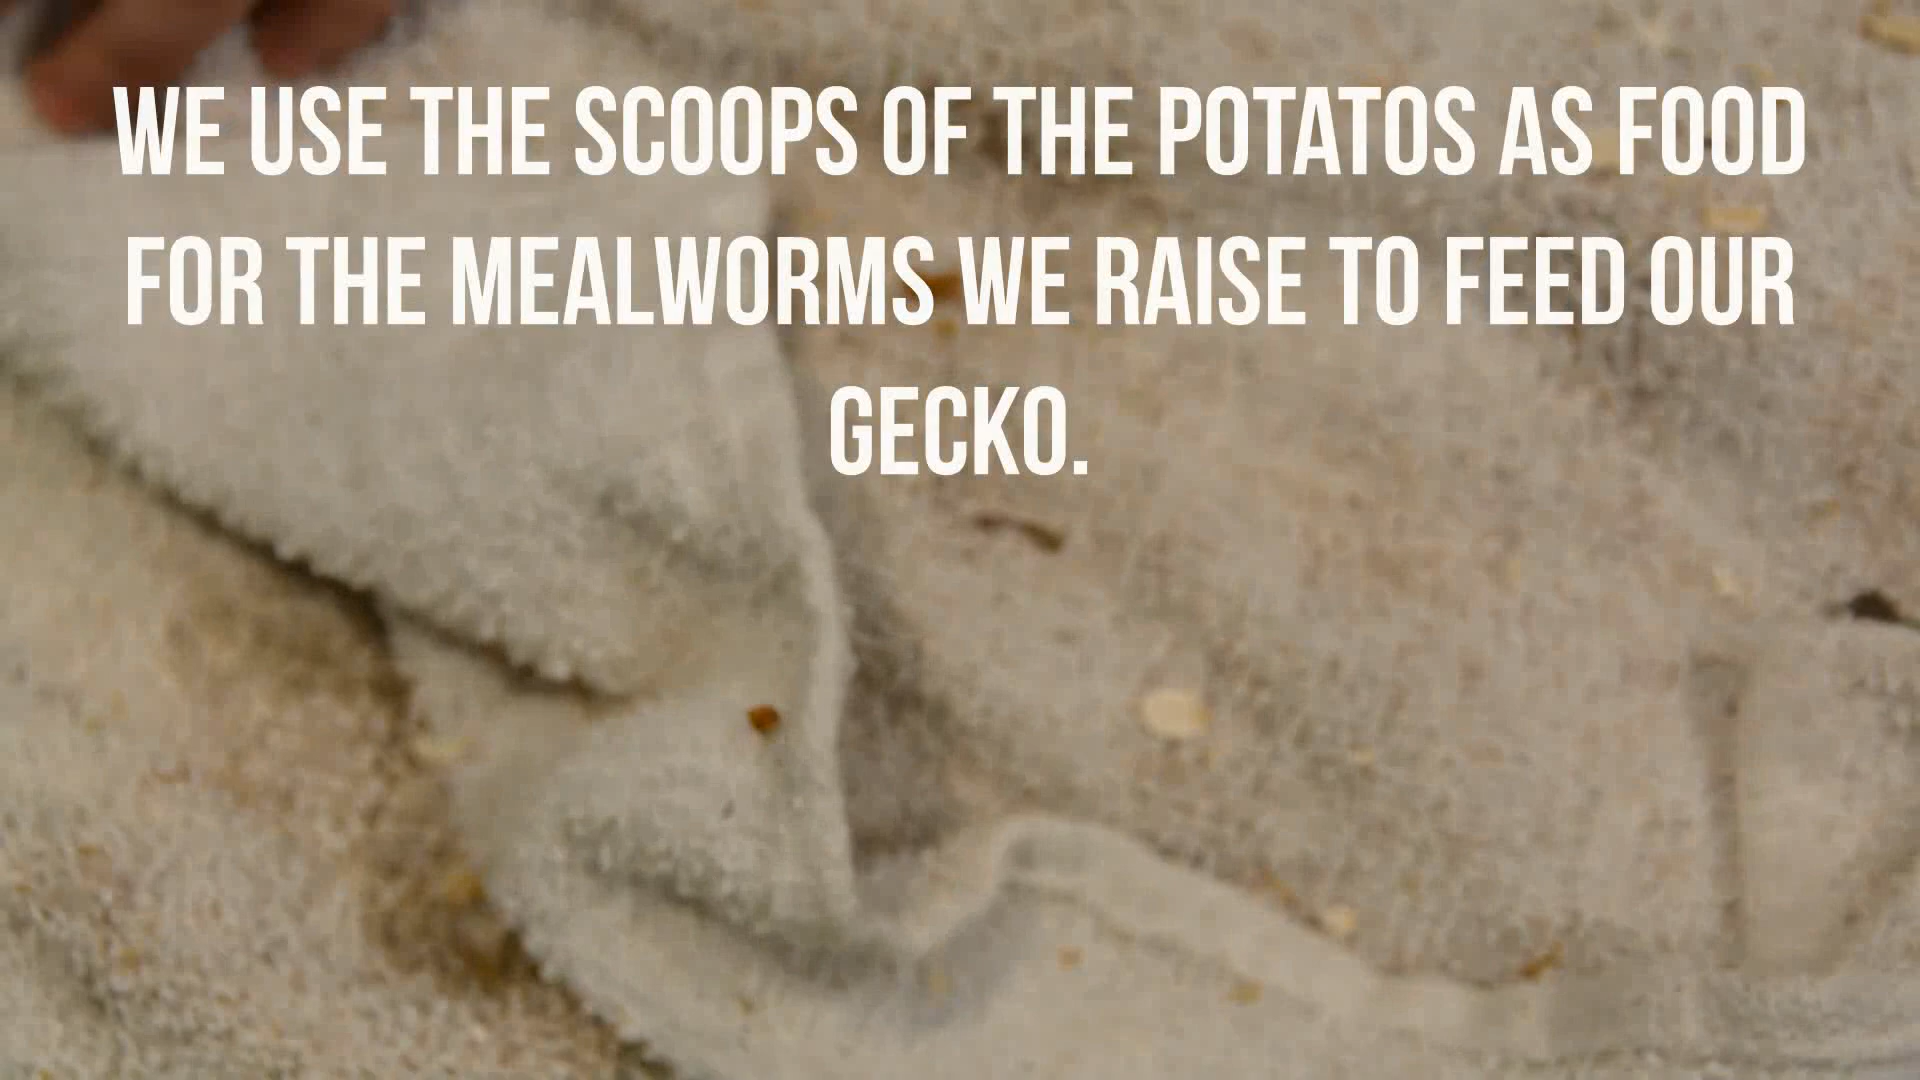 WE USE THE SCOOPS OF THE POTATOS AS FOOD
FOR THE MEALWORMS WE RAISE TO FEED OUR
GECKO.